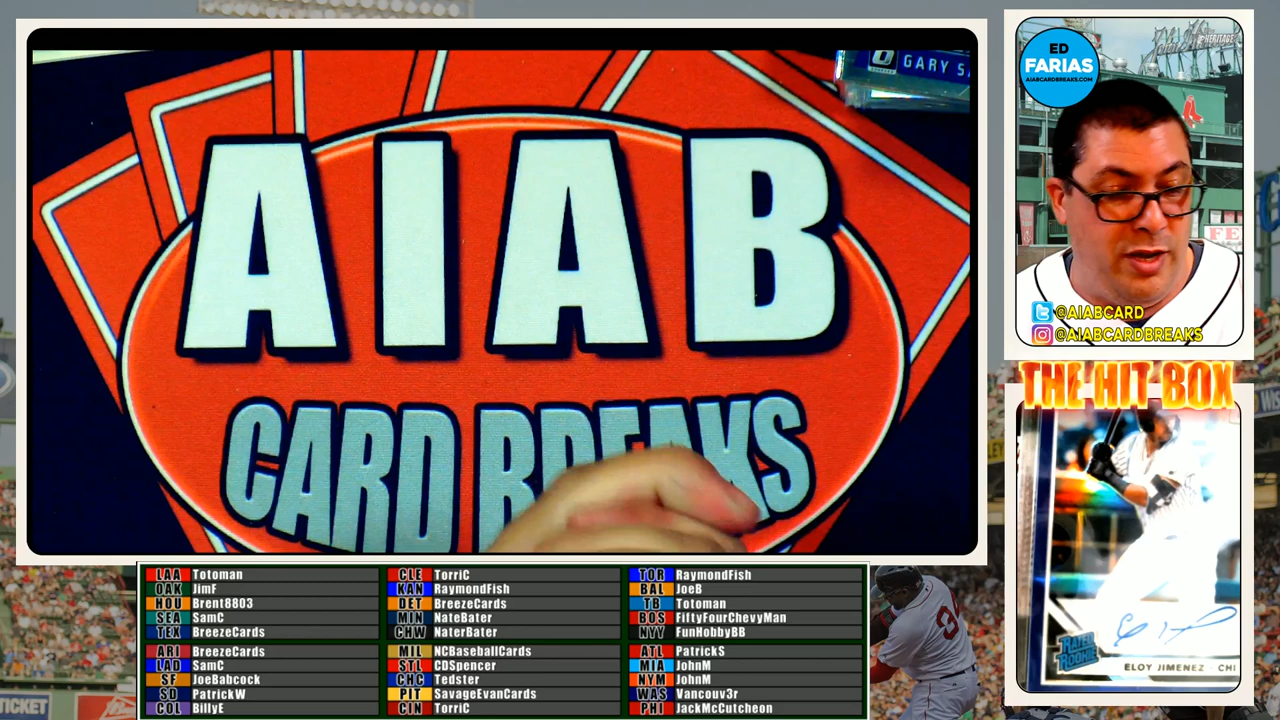 AIAB
CARD BREAKS
GARY S
ED
FARIAS
AIABCARDBREAKS.COM
@AIABCARD
@AIABCARDBREAKS
THE HIT BOX
RATED
ROOKIE
ELOY JIMENEZ - CHI
LAA Totoman
OAK JimF
HOU Brent8803
SEA SamC
TEX BreezeCards
ARI BreezeCards
LAD SamC
SF JoeBabcock
SD PatrickW
COL BillyE
CLE TorriC
KAN RaymondFish
DET BreezeCards
MIN NateBater
CHW NaterBater
MIL NCBaseballCards
STL CDSpencer
CHC Tedster
PIT SavageEvanCards
CIN TorriC
TOR RaymondFish
BAL JoeB
TB Totoman
BOS FiftyFourChevyMan
NYY FunHobbyBB
ATL PatrickS
MIA JohnM
NYM JohnM
WAS Vancouv3r
PHI JackMcCutcheon
TICKET